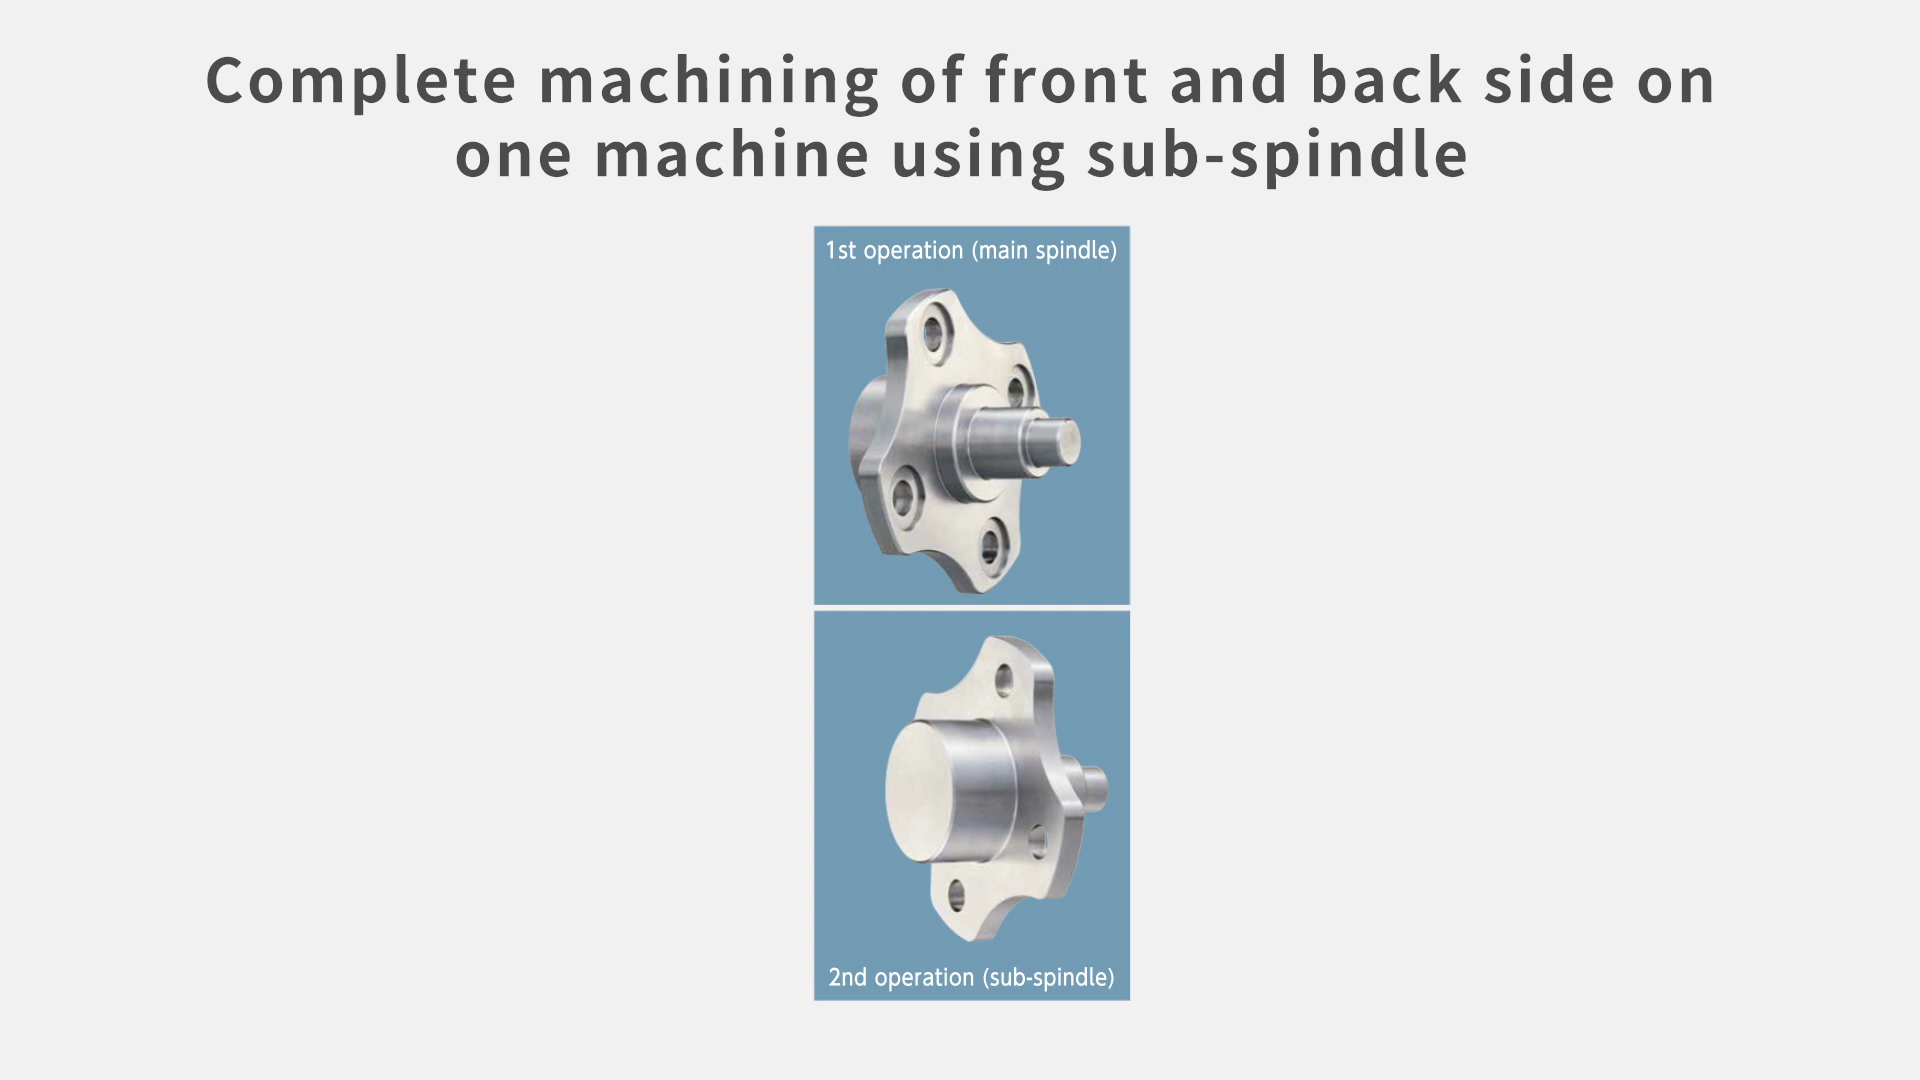 Complete machining of front and back side on
one machine using sub-spindle
1st operation (main spindle)
2nd operation (sub-spindle)